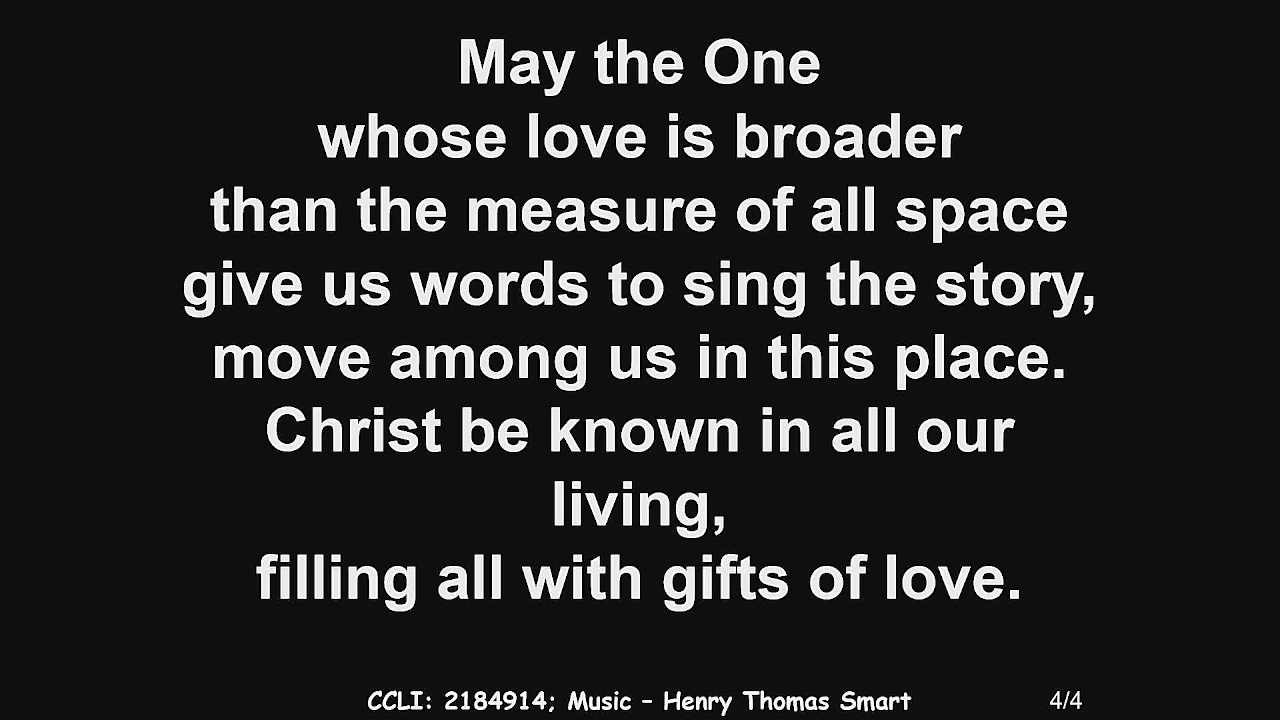 May the One
whose love is broader
than the measure of all space
give us words to sing the story,
move among us in this place.
Christ be known in all our
living,
filling all with gifts of love.
CCLI: 2184914; Music – Henry Thomas Smart
4/4